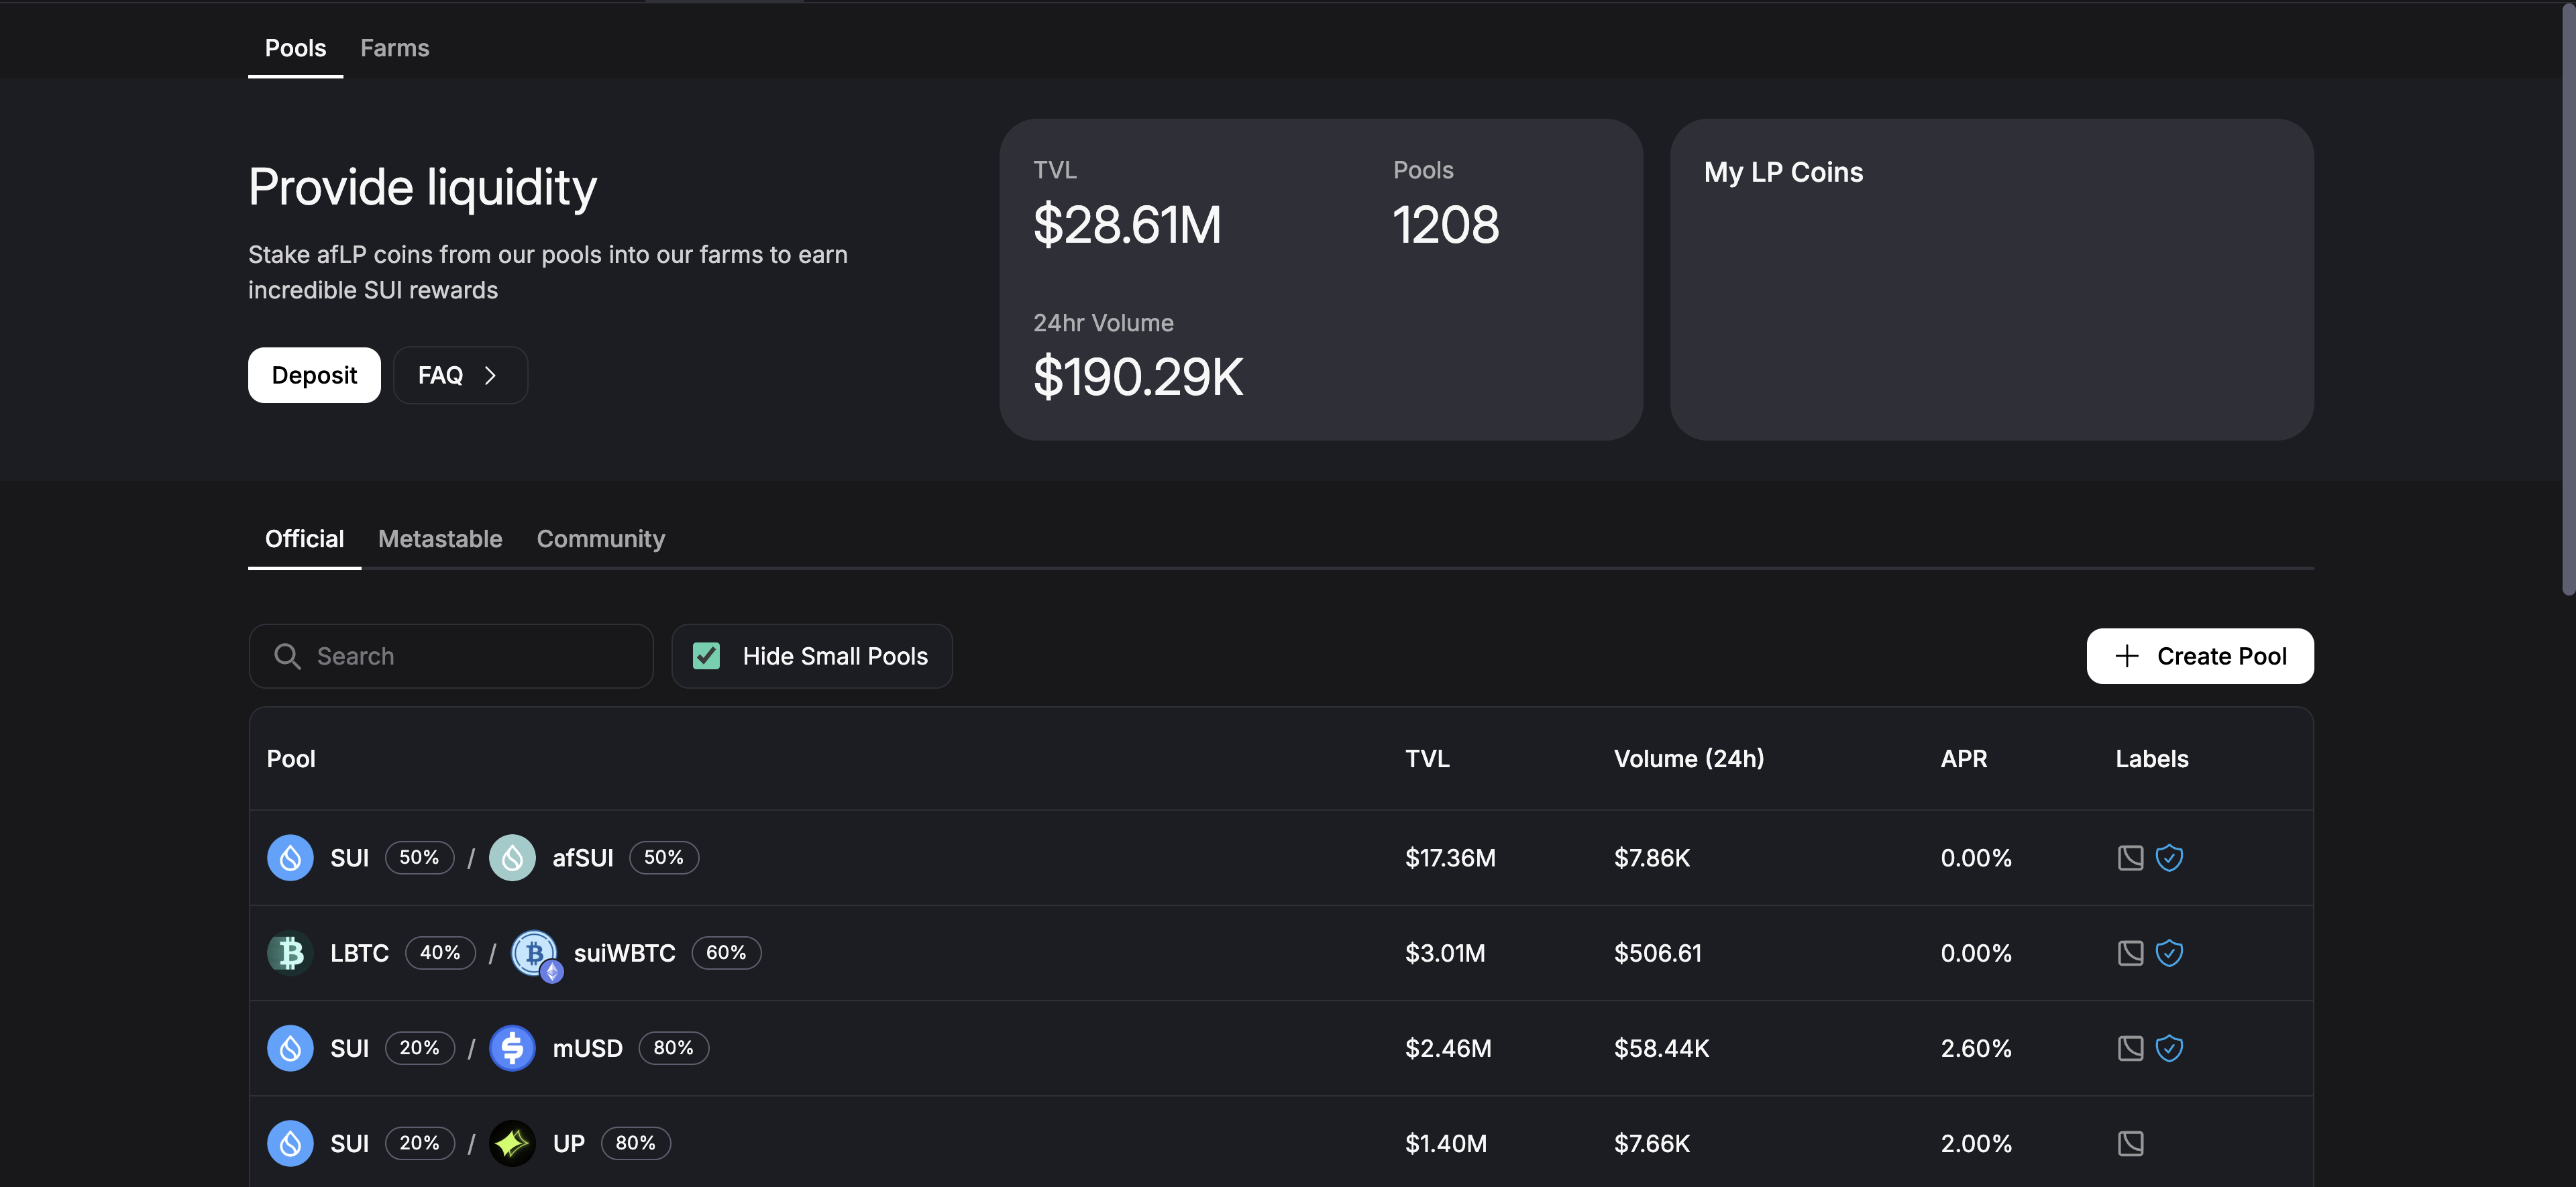 Pools Farms
Provide liquidity
Stake afLP coins from our pools into our farms to earn
incredible SUI rewards
Deposit FAQ
TVL Pools
$28.61M 1208
24hr Volume
$190.29K
My LP Coins
Official Metastable Community
Search Hide Small Pools Create Pool
Pool TVL Volume (24h) APR Labels
SUI 50% / afSUI 50% $17.36M $7.86K 0.00%
LBTC 40% / suiWBTC 60% $3.01M $506.61 0.00%
SUI 20% / mUSD 80% $2.46M $58.44K 2.60%
SUI 20% / UP 80% $1.40M $7.66K 2.00%